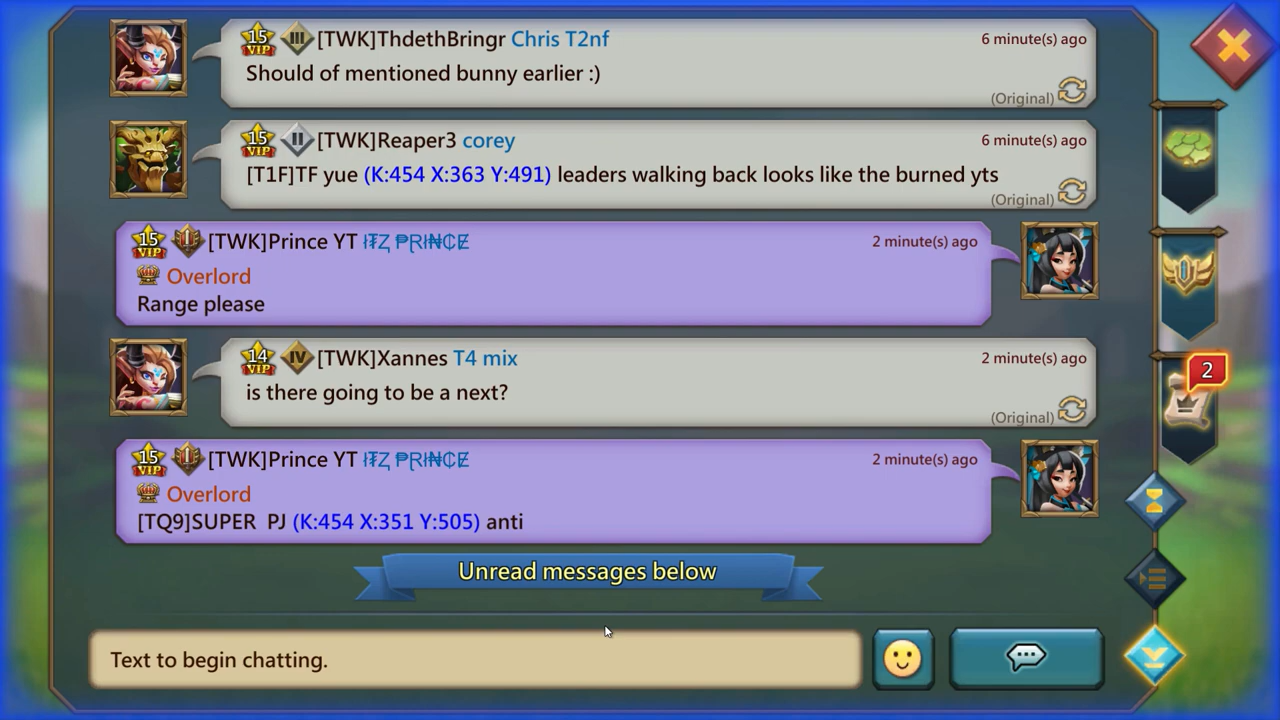 15 VIP III [TWK]ThdethBringr Chris T2nf 6 minute(s) ago
Should of mentioned bunny earlier :)
(Original)
15 VIP II [TWK]Reaper3 corey 6 minute(s) ago
[T1F]TF yue (K:454 X:363 Y:491) leaders walking back looks like the burned yts
(Original)
15 VIP I [TWK]Prince YT ł₮Ⱬ ₱Ɽł₦₵Ɇ 2 minute(s) ago
Overlord
Range please
14 VIP IV [TWK]Xannes T4 mix 2 minute(s) ago
is there going to be a next?
(Original)
15 VIP I [TWK]Prince YT ł₮Ⱬ ₱Ɽł₦₵Ɇ 2 minute(s) ago
Overlord
[TQ9]SUPER PJ (K:454 X:351 Y:505) anti
Unread messages below
Text to begin chatting.
2